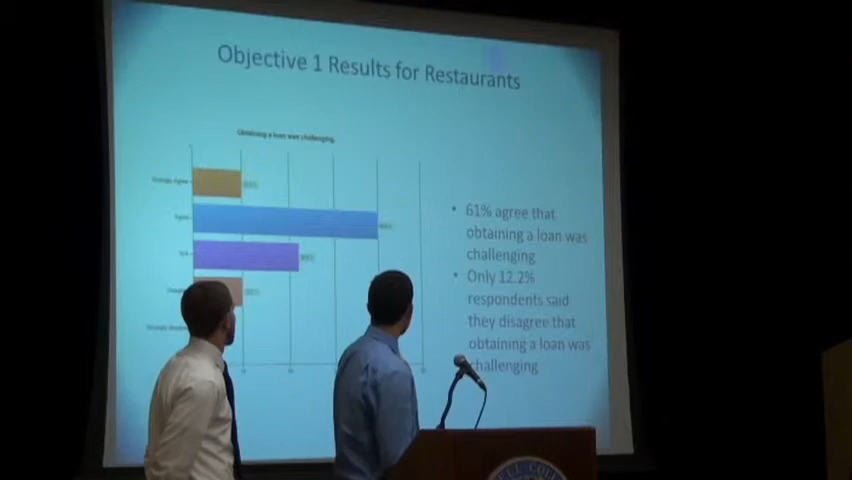 Objective 1 Results for Restaurants
Obtaining a loan was challenging
Strongly Agree
Agree
N/A
• 61% agree that
obtaining a loan was
challenging
• Only 12.2%
respondents said
they disagree that
obtaining a loan was
challenging